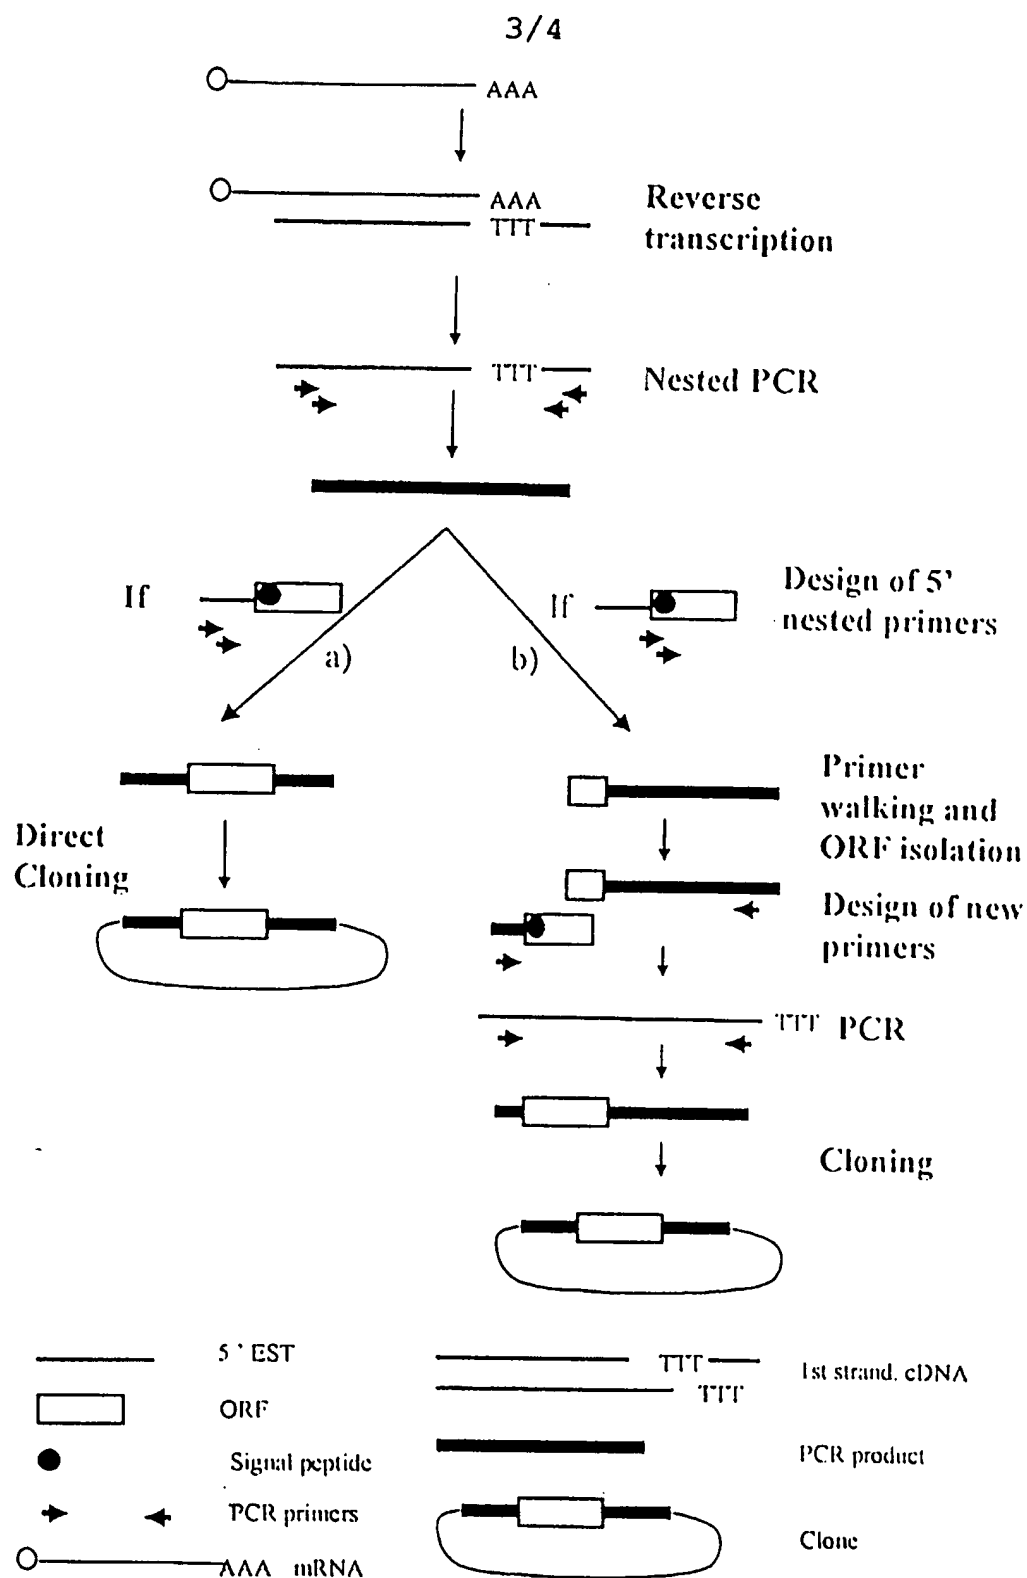 3/4
AAA
AAA
TTT
Reverse
transcription
TTT
Nested PCR
If
If
Design of 5'
nested primers
a)
b)
Primer
walking and
ORF isolation
Direct
Cloning
Design of new
primers
TTT PCR
Cloning
5' EST
TTT
1st strand. cDNA
TTT
ORF
Signal peptide
PCR product
PCR primers
Clone
AAA mRNA